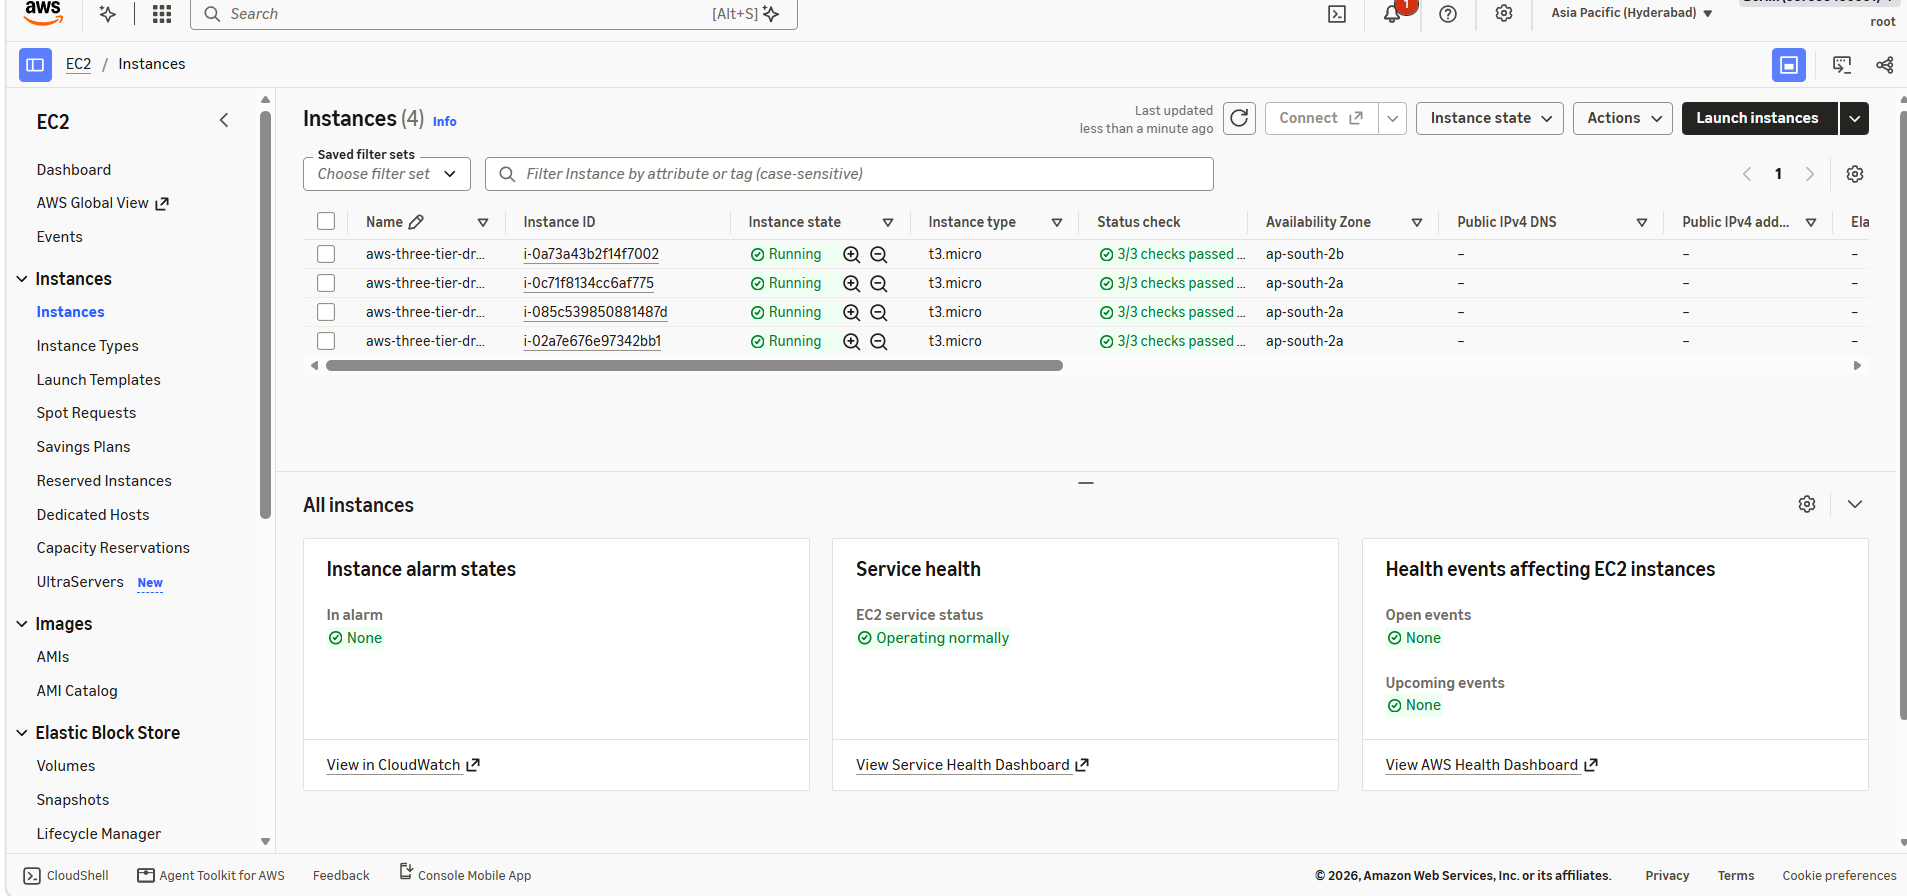 aws
Search
[Alt+S]
1
Asia Pacific (Hyderabad)
root
EC2 / Instances
EC2
Dashboard
AWS Global View
Events
Instances
Instances
Instance Types
Launch Templates
Spot Requests
Savings Plans
Reserved Instances
Dedicated Hosts
Capacity Reservations
UltraServers New
Images
AMIs
AMI Catalog
Elastic Block Store
Volumes
Snapshots
Lifecycle Manager
Instances (4) Info
Last updated
less than a minute ago
Connect
Instance state
Actions
Launch instances
Saved filter sets
Choose filter set
Filter Instance by attribute or tag (case-sensitive)
1
Name Instance ID Instance state Instance type Status check Availability Zone Public IPv4 DNS Public IPv4 add... Ela
aws-three-tier-dr... i-0a73a43b2f14f7002 Running t3.micro 3/3 checks passed ... ap-south-2b – – –
aws-three-tier-dr... i-0c71f8134cc6af775 Running t3.micro 3/3 checks passed ... ap-south-2a – – –
aws-three-tier-dr... i-085c539850881487d Running t3.micro 3/3 checks passed ... ap-south-2a – – –
aws-three-tier-dr... i-02a7e676e97342bb1 Running t3.micro 3/3 checks passed ... ap-south-2a – – –
All instances
Instance alarm states
In alarm
None
View in CloudWatch
Service health
EC2 service status
Operating normally
View Service Health Dashboard
Health events affecting EC2 instances
Open events
None
Upcoming events
None
View AWS Health Dashboard
CloudShell
Agent Toolkit for AWS
Feedback
Console Mobile App
© 2026, Amazon Web Services, Inc. or its affiliates.
Privacy
Terms
Cookie preferences